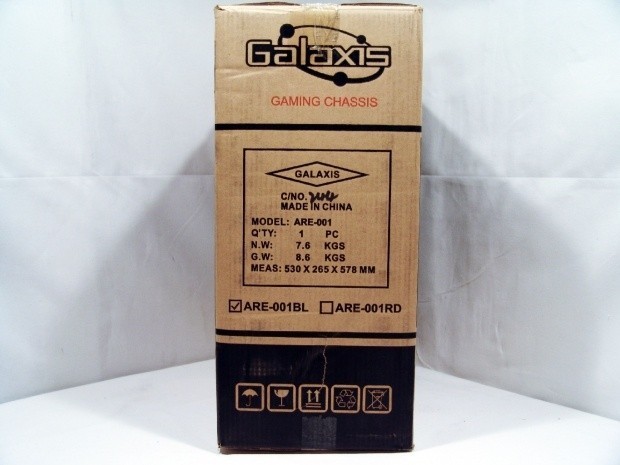 Galaxis
GAMING CHASSIS
GALAXIS
C/NO.
MADE IN CHINA
MODEL: ARE-001
Q'TY: 1 PC
N.W: 7.6 KGS
G.W: 8.6 KGS
MEAS: 530 X 265 X 578 MM
☑ARE-001BL ☐ARE-001RD